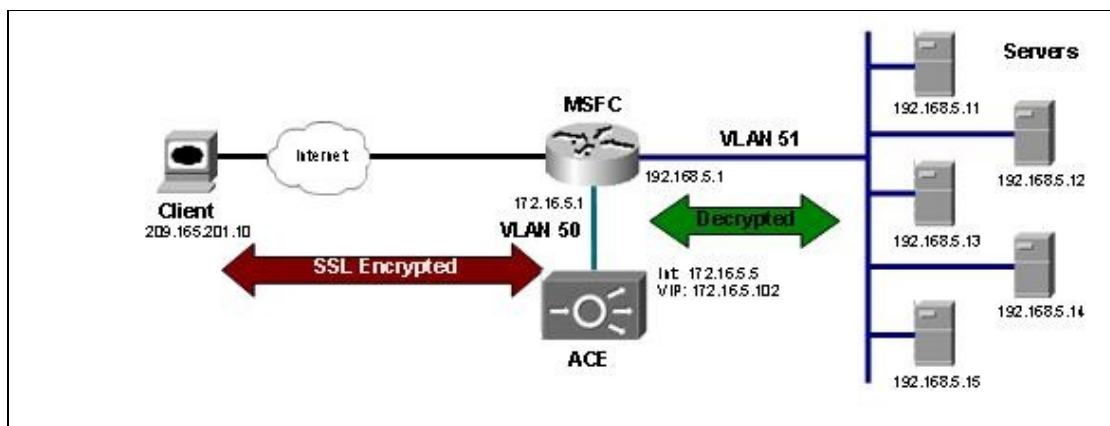 Servers
192.168.5.11
MSFC
VLAN 51
Internet
192.168.5.1
192.168.5.12
172.16.5.1
Client
209.165.201.10
VLAN 50
Decrypted
192.168.5.13
SSL Encrypted
Int: 172.16.5.5
VIP: 172.16.5.102
192.168.5.14
ACE
192.168.5.15